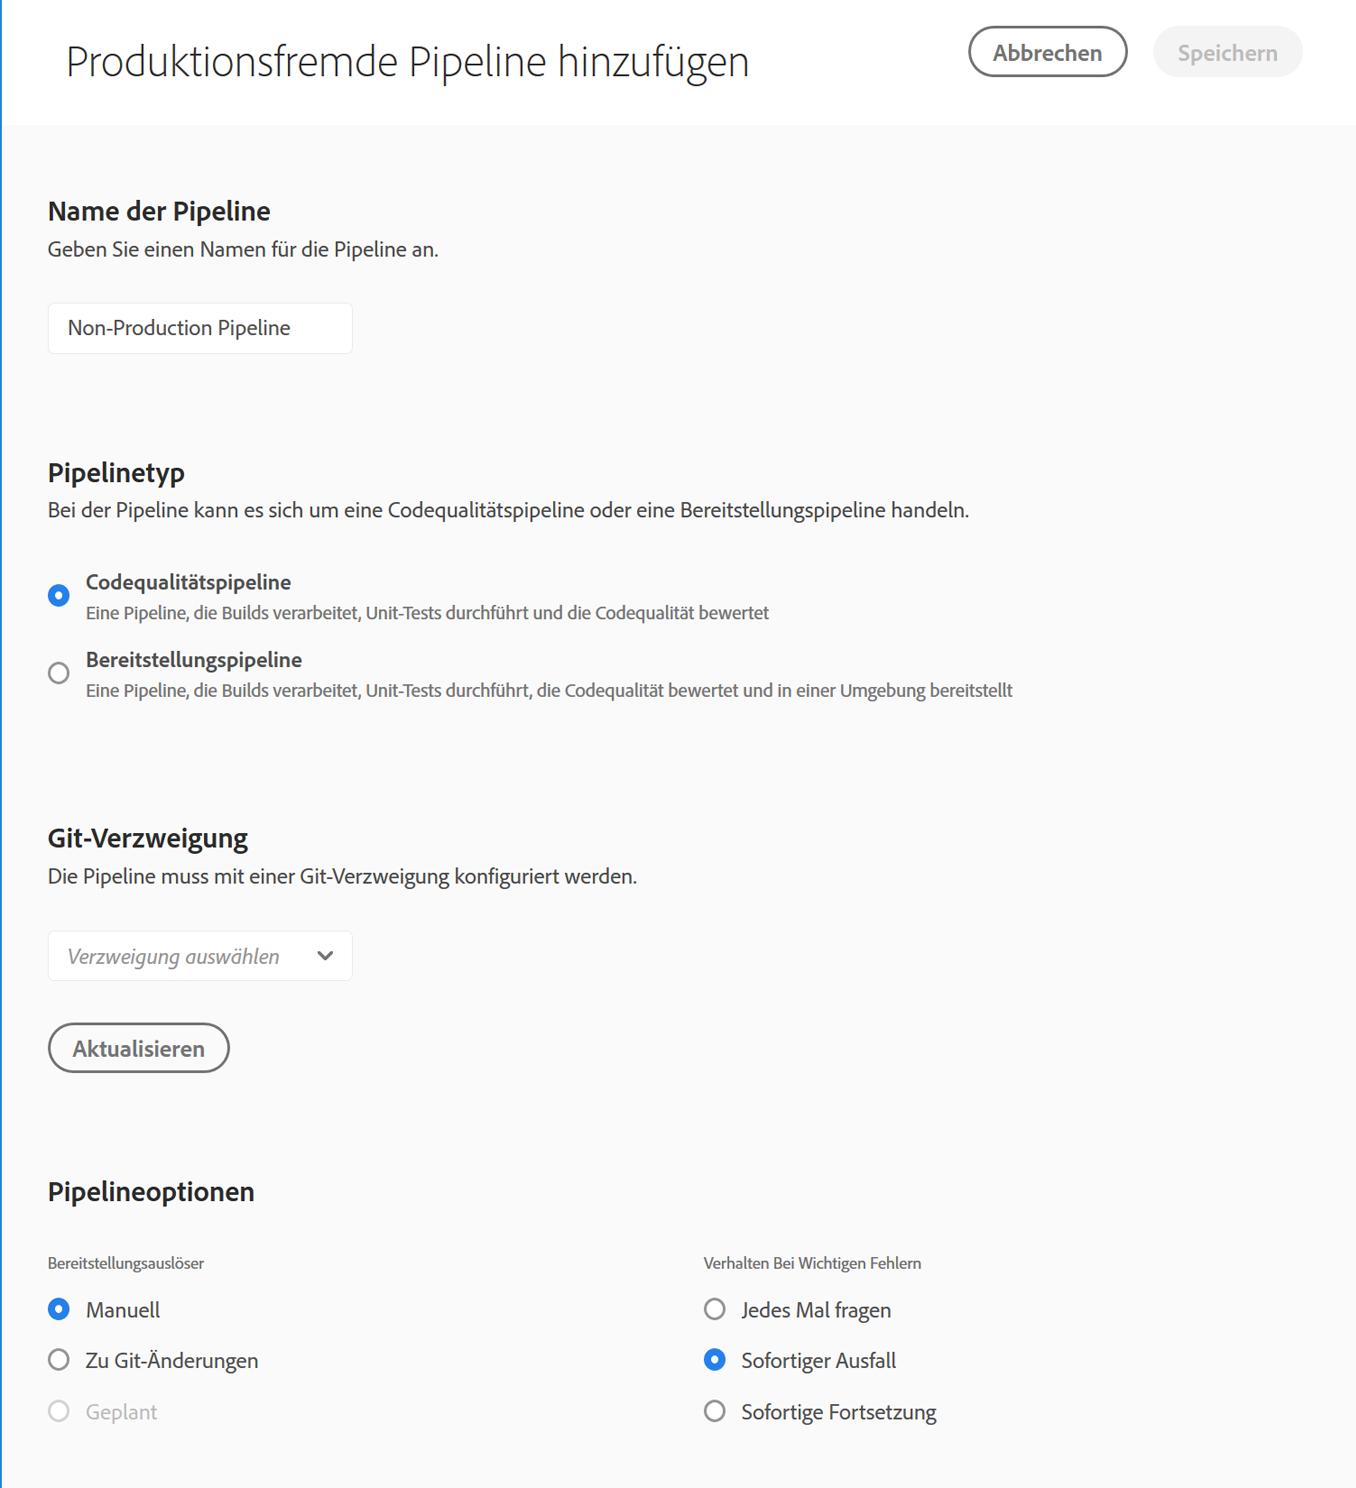 Produktionsfremde Pipeline hinzufügen
Abbrechen
Speichern
Name der Pipeline
Geben Sie einen Namen für die Pipeline an.
Non-Production Pipeline
Pipelinetyp
Bei der Pipeline kann es sich um eine Codequalitätspipeline oder eine Bereitstellungspipeline handeln.
Codequalitätspipeline
Eine Pipeline, die Builds verarbeitet, Unit-Tests durchführt und die Codequalität bewertet
Bereitstellungspipeline
Eine Pipeline, die Builds verarbeitet, Unit-Tests durchführt, die Codequalität bewertet und in einer Umgebung bereitstellt
Git-Verzweigung
Die Pipeline muss mit einer Git-Verzweigung konfiguriert werden.
Verzweigung auswählen
Aktualisieren
Pipelineoptionen
Bereitstellungsauslöser
Manuell
Zu Git-Änderungen
Geplant
Verhalten Bei Wichtigen Fehlern
Jedes Mal fragen
Sofortiger Ausfall
Sofortige Fortsetzung